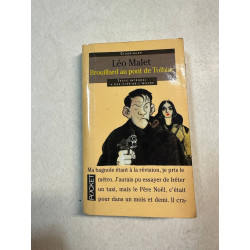 Léo Malet
Brouillard au pont de Tolbiac
Ma bagnole étant à la révision, je pris le
métro. J'aurais pu essayer de fréter
un taxi, mais le Père Noël, c'était
pour dans un mois et demi. Il cra-
POCKET